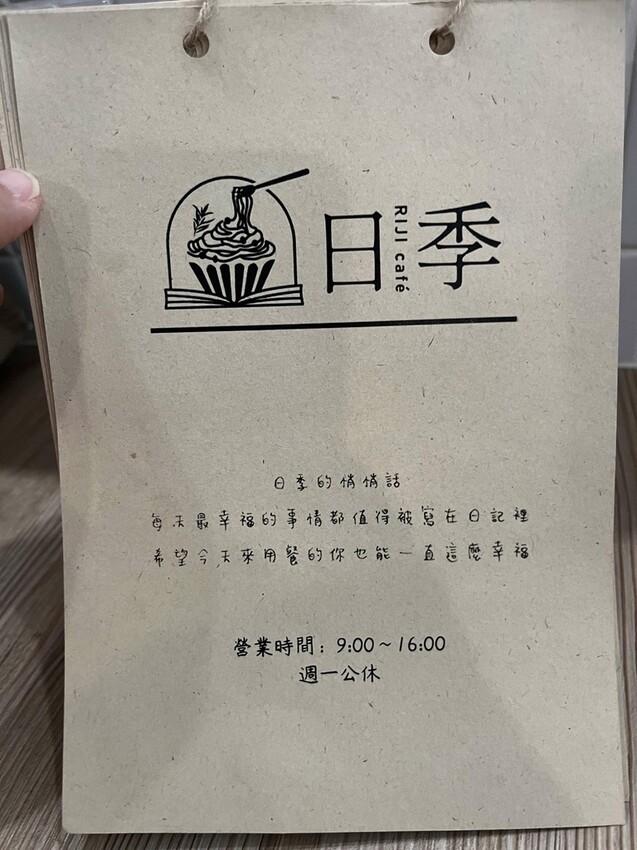 日季
RIJI café
日季的悄悄話
每天最幸福的事情都值得被寫在日記裡
希望今天來用餐的你也能一直這麼幸福
營業時間：9:00～16:00
週一公休